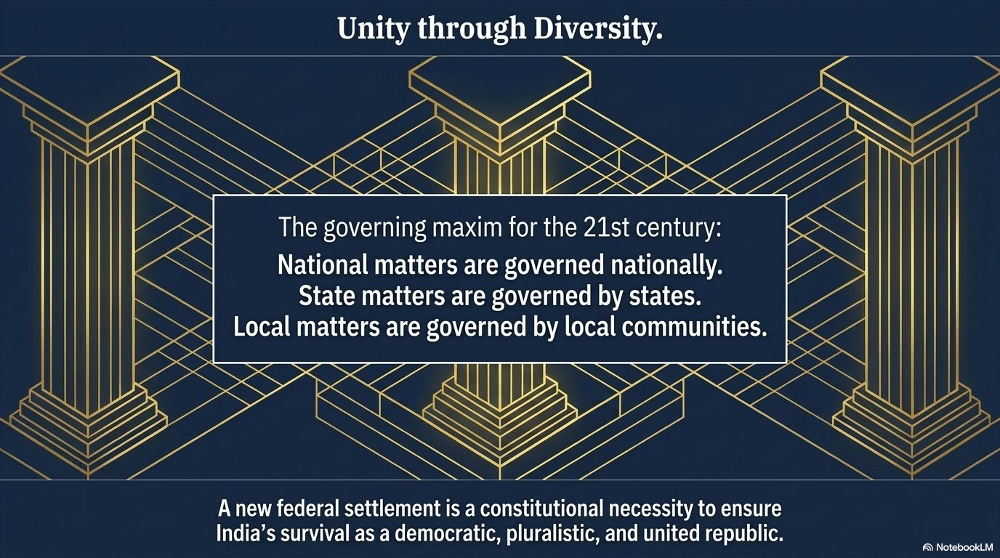 Unity through Diversity.
The governing maxim for the 21st century:
National matters are governed nationally.
State matters are governed by states.
Local matters are governed by local communities.
A new federal settlement is a constitutional necessity to ensure
India’s survival as a democratic, pluralistic, and united republic.
NotebookLM